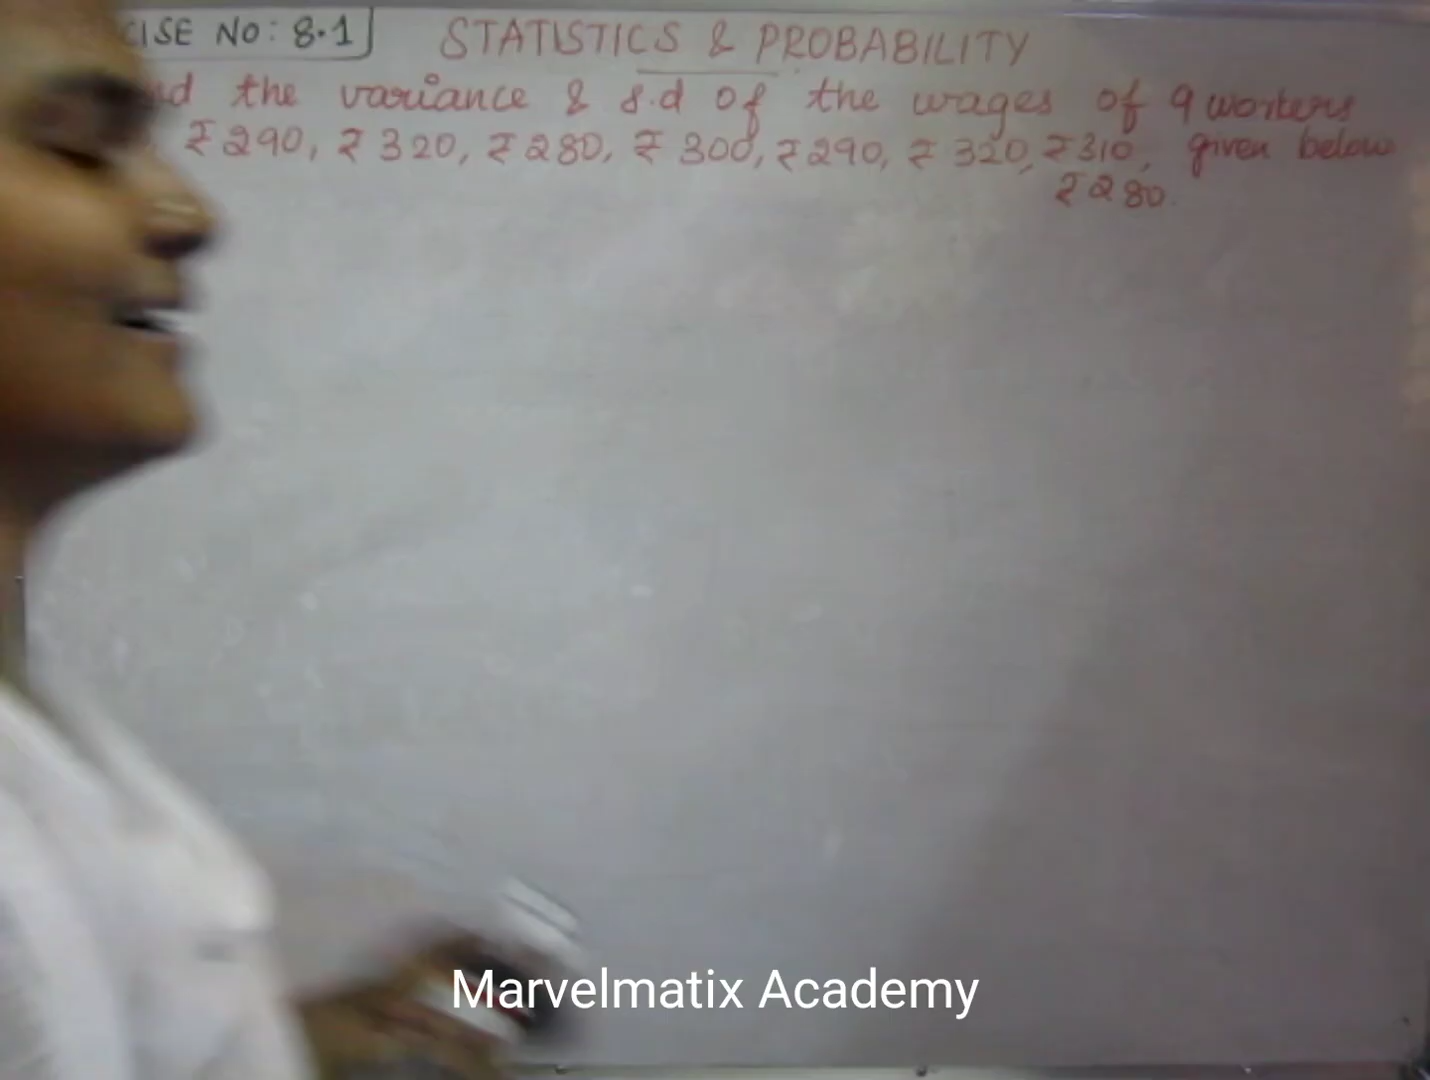 CISE NO: 8.1 STATISTICS & PROBABILITY
the variance & s.d of the wages of 9 workers
₹290, ₹320, ₹280, ₹300, ₹290, ₹320, ₹310, given below
₹280.
Marvelmatix Academy